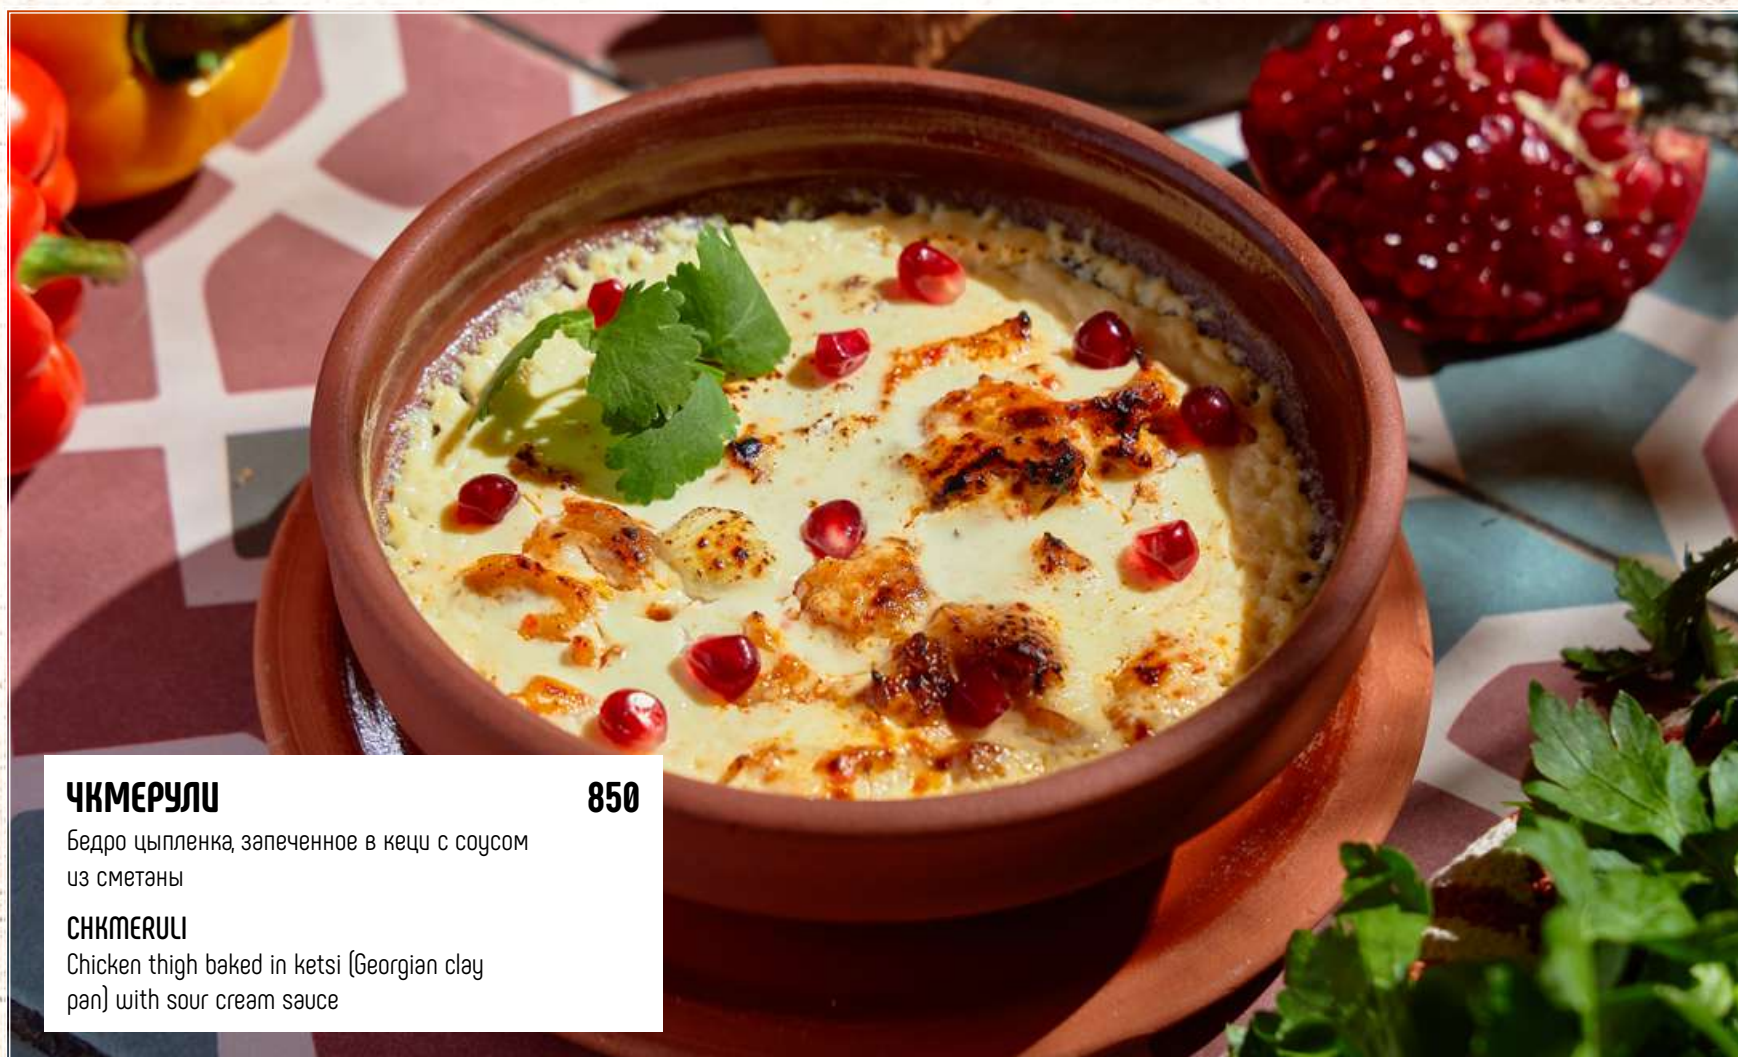 ЧКМЕРУЛИ 850
Бедро цыпленка, запеченное в кеци с соусом
из сметаны
CHKMERULI
Chicken thigh baked in ketsi (Georgian clay
pan) with sour cream sauce